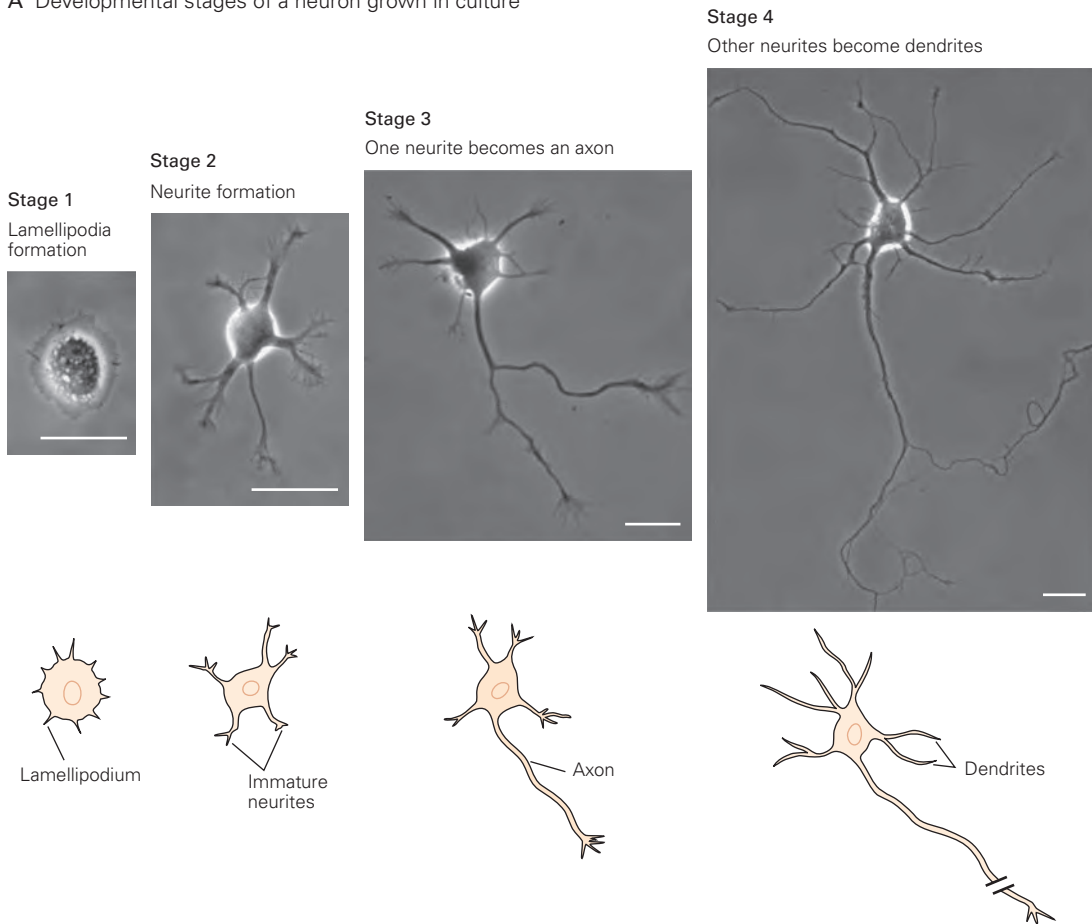 A Developmental stages of a neuron grown in culture
Stage 1
Lamellipodia
formation
Stage 2
Neurite formation
Stage 3
One neurite becomes an axon
Stage 4
Other neurites become dendrites
Lamellipodium
Immature
neurites
Axon
Dendrites